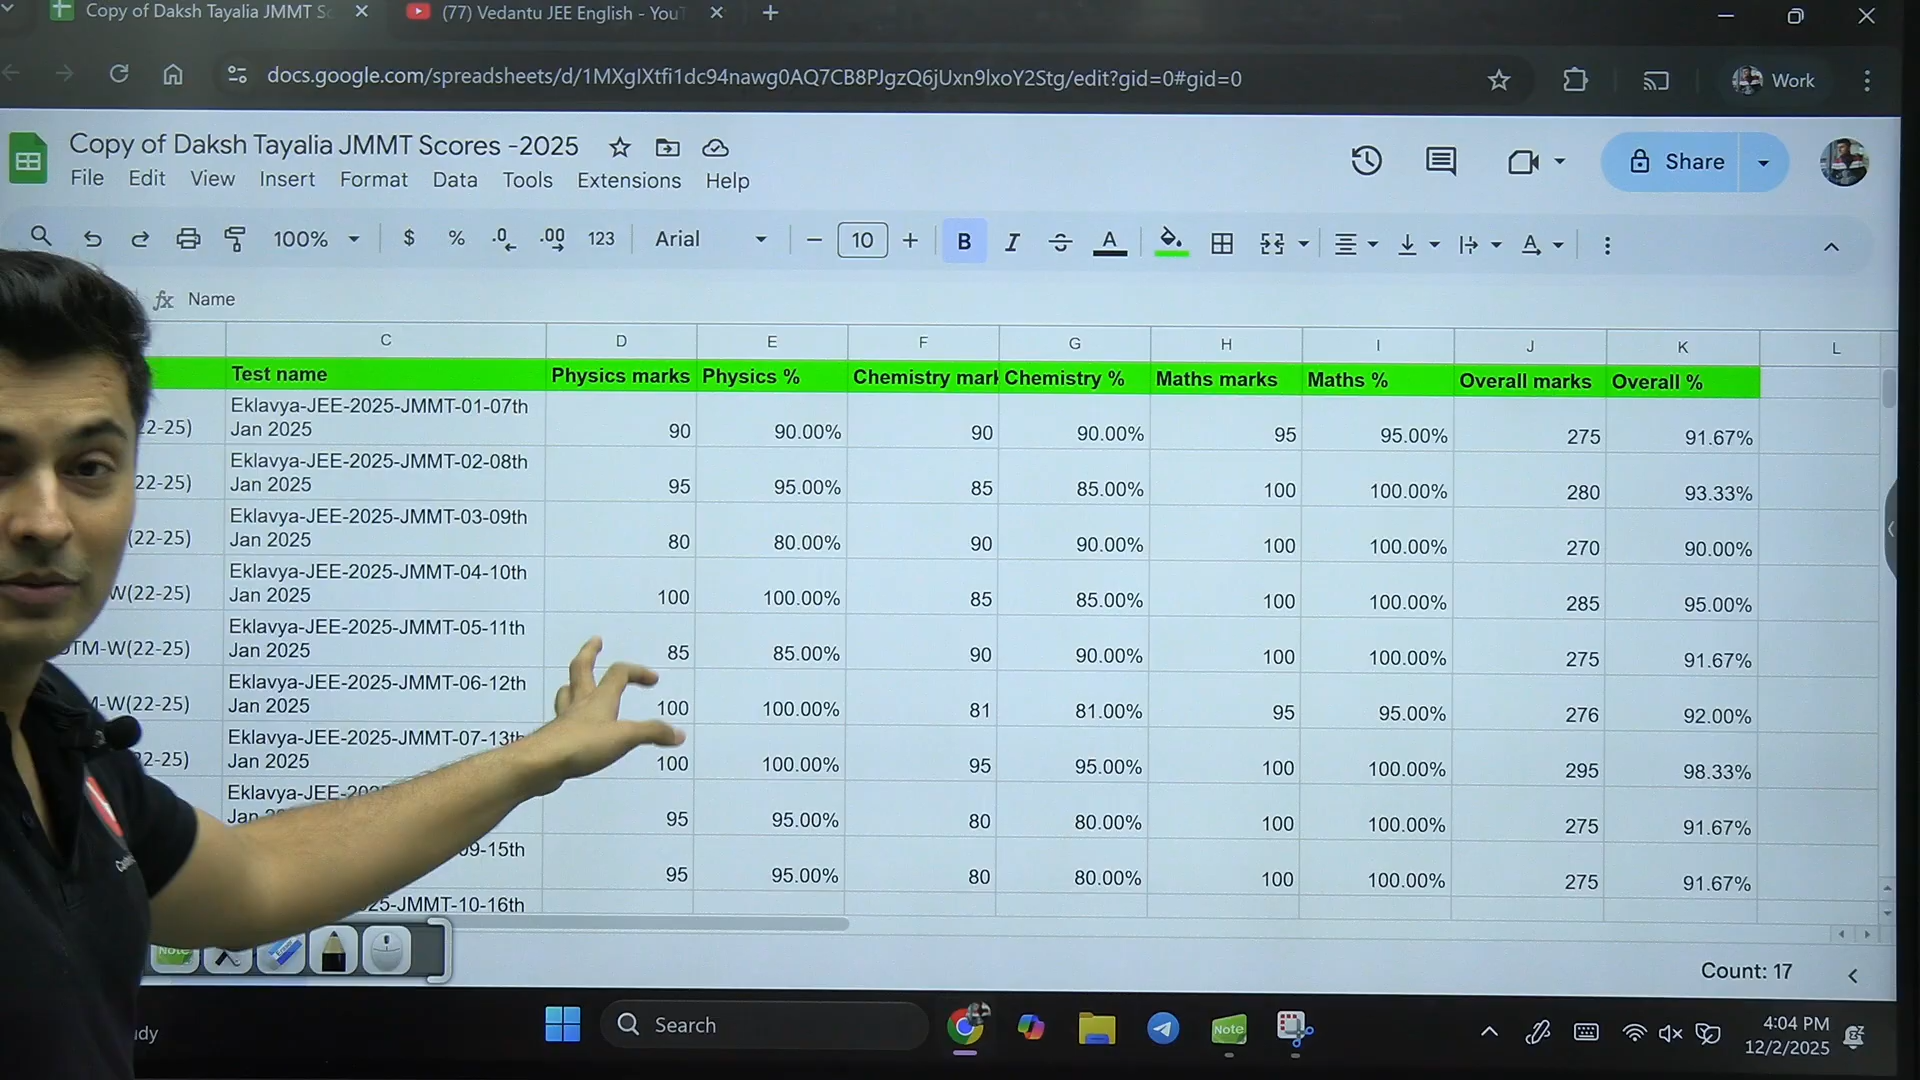 Copy of Daksh Tayalia JMMT Sc
(77) Vedantu JEE English - YouT
docs.google.com/spreadsheets/d/1MXgIXtfi1dc94nawg0AQ7CB8PJgzQ6jUxn9lxoY2Stg/edit?gid=0#gid=0
Work
Copy of Daksh Tayalia JMMT Scores -2025
File Edit View Insert Format Data Tools Extensions Help
Share
100% $ % .0 .00 123 Arial 10 B I S A A
fx Name
C D E F G H I J K L
Test name Physics marks Physics % Chemistry mark Chemistry % Maths marks Maths % Overall marks Overall %
22-25) Eklavya-JEE-2025-JMMT-01-07th Jan 2025 90 90.00% 90 90.00% 95 95.00% 275 91.67%
22-25) Eklavya-JEE-2025-JMMT-02-08th Jan 2025 95 95.00% 85 85.00% 100 100.00% 280 93.33%
(22-25) Eklavya-JEE-2025-JMMT-03-09th Jan 2025 80 80.00% 90 90.00% 100 100.00% 270 90.00%
W(22-25) Eklavya-JEE-2025-JMMT-04-10th Jan 2025 100 100.00% 85 85.00% 100 100.00% 285 95.00%
TM-W(22-25) Eklavya-JEE-2025-JMMT-05-11th Jan 2025 85 85.00% 90 90.00% 100 100.00% 275 91.67%
-W(22-25) Eklavya-JEE-2025-JMMT-06-12th Jan 2025 100 100.00% 81 81.00% 95 95.00% 276 92.00%
22-25) Eklavya-JEE-2025-JMMT-07-13th Jan 2025 100 100.00% 95 95.00% 100 100.00% 295 98.33%
Eklavya-JEE-202 Jan 95 95.00% 80 80.00% 100 100.00% 275 91.67%
09-15th 95 95.00% 80 80.00% 100 100.00% 275 91.67%
25-JMMT-10-16th
Note
Count: 17
Search
Note
4:04 PM
12/2/2025